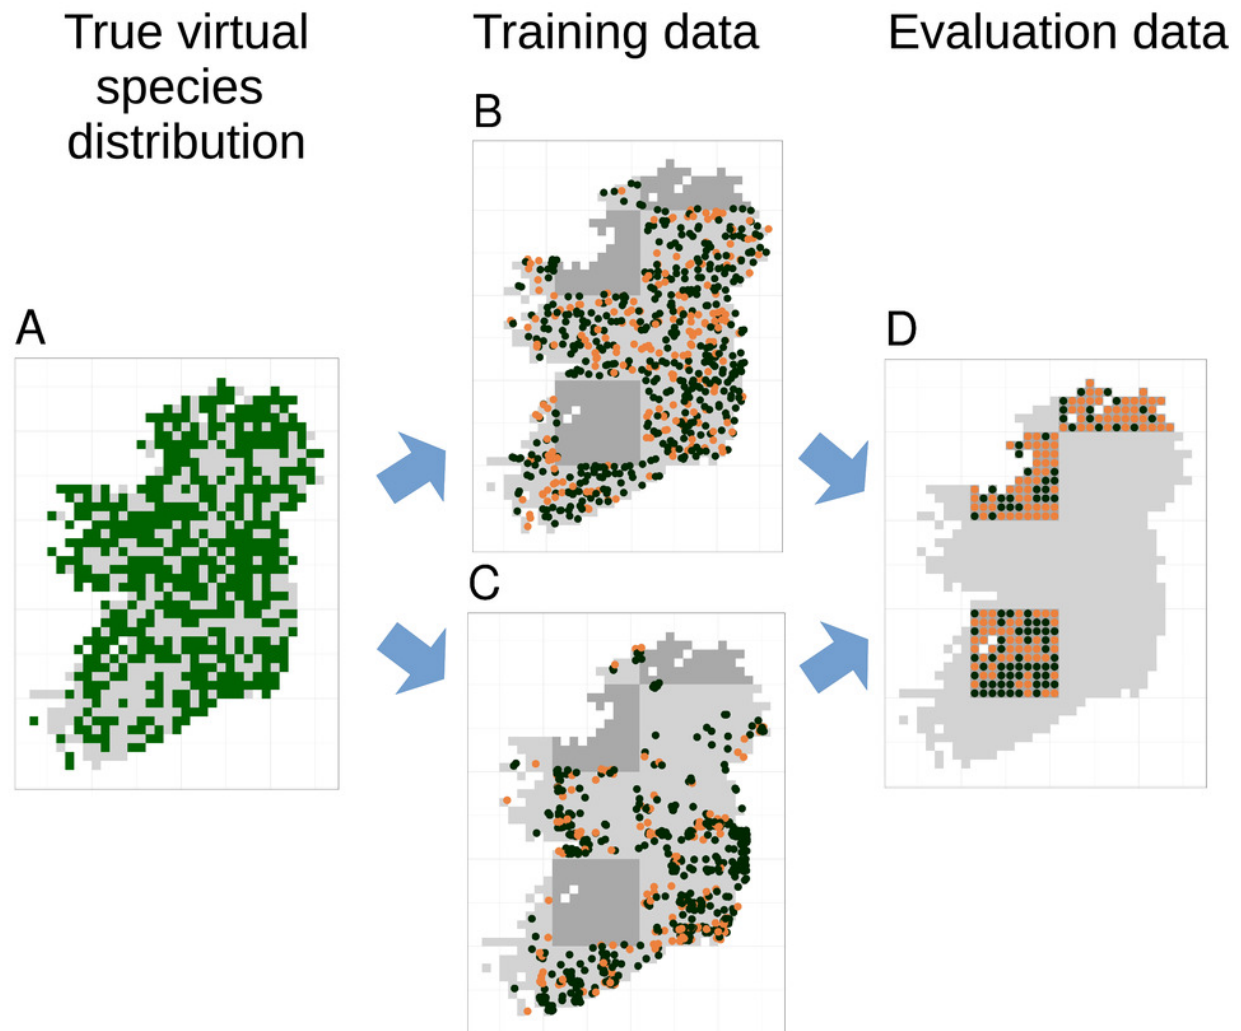 True virtual
species
distribution
Training data
Evaluation data
B
A
D
C